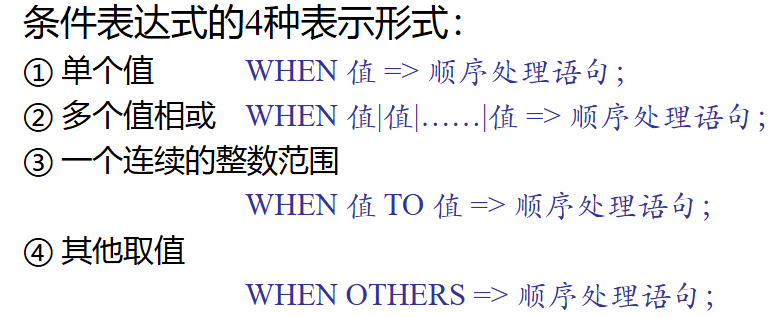 条件表达式的4种表示形式：
① 单个值 WHEN 值 => 顺序处理语句；
② 多个值相或 WHEN 值|值|……|值 => 顺序处理语句；
③ 一个连续的整数范围
WHEN 值 TO 值 => 顺序处理语句；
④ 其他取值
WHEN OTHERS => 顺序处理语句；